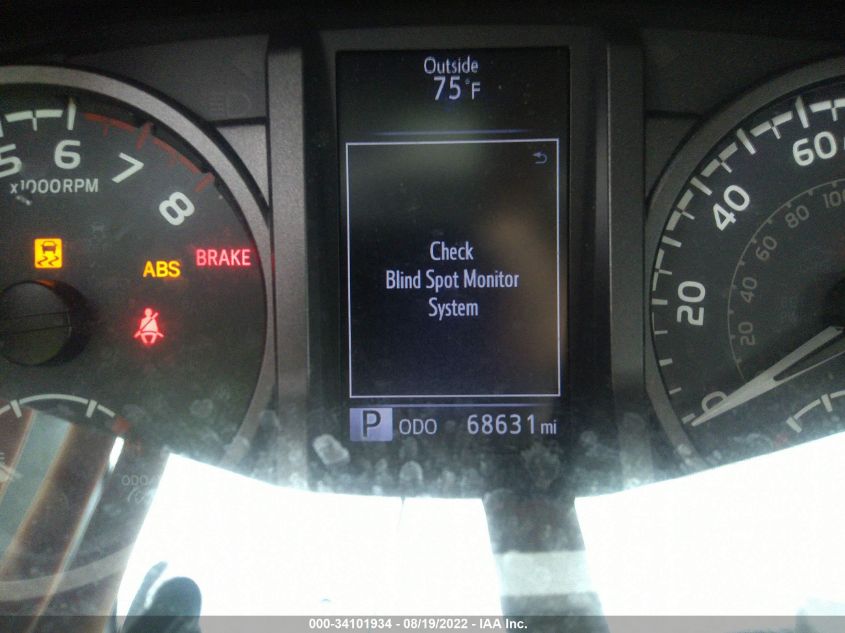 Outside
75°F
5 6 7 8
x1000RPM
ABS BRAKE
Check
Blind Spot Monitor
System
P ODO 68631 mi
0 20 40 60
20 40 60 80 100
ODO
000-34101934 - 08/19/2022 - IAA Inc.